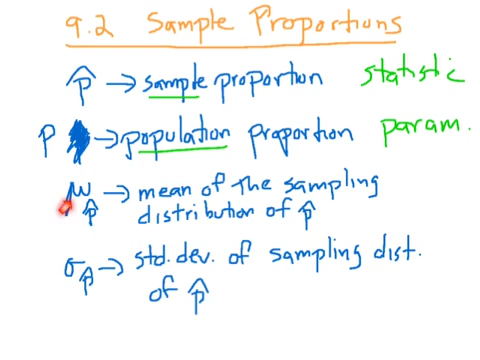 9.2 Sample Proportions
p̂ → sample proportion statistic
p → population proportion param.
μp̂ → mean of the sampling
distribution of p̂
σp̂ → std. dev. of sampling dist.
of p̂